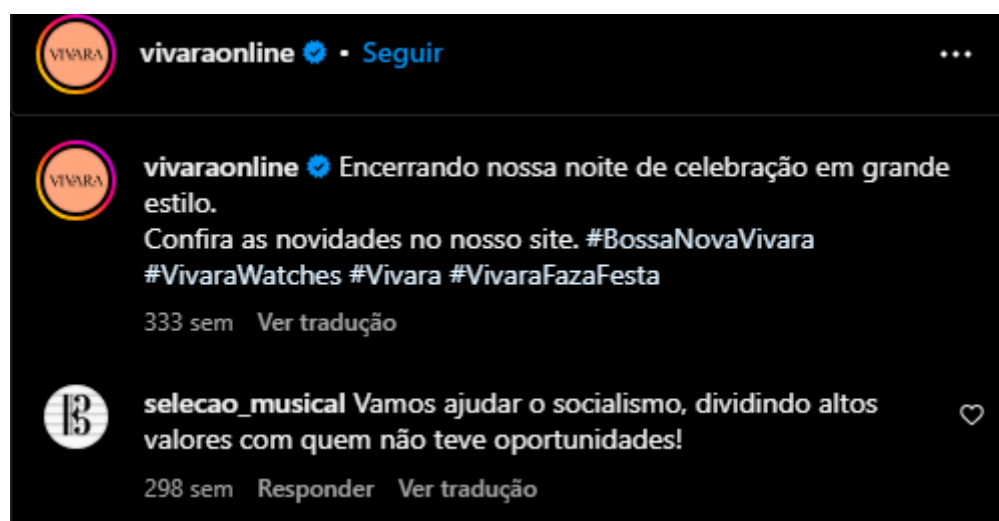 VIVARA
vivaraonline • Seguir
VIVARA
vivaraonline Encerrando nossa noite de celebração em grande
estilo.
Confira as novidades no nosso site. #BossaNovaVivara
#VivaraWatches #Vivara #VivaraFazaFesta
333 sem Ver tradução
selecao_musical Vamos ajudar o socialismo, dividindo altos
valores com quem não teve oportunidades!
298 sem Responder Ver tradução